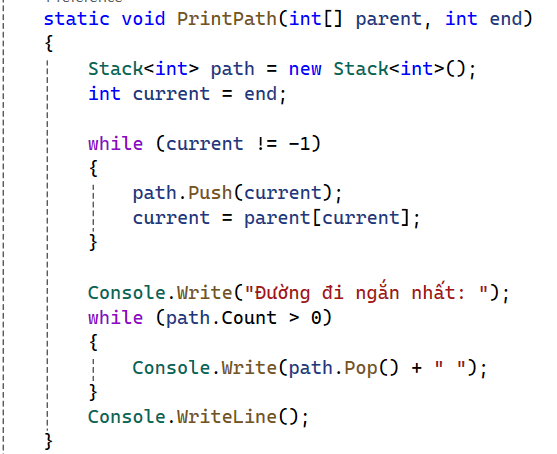 static void PrintPath(int[] parent, int end)
{
Stack<int> path = new Stack<int>();
int current = end;
while (current != -1)
{
path.Push(current);
current = parent[current];
}
Console.Write("Đường đi ngắn nhất: ");
while (path.Count > 0)
{
Console.Write(path.Pop() + " ");
}
Console.WriteLine();
}